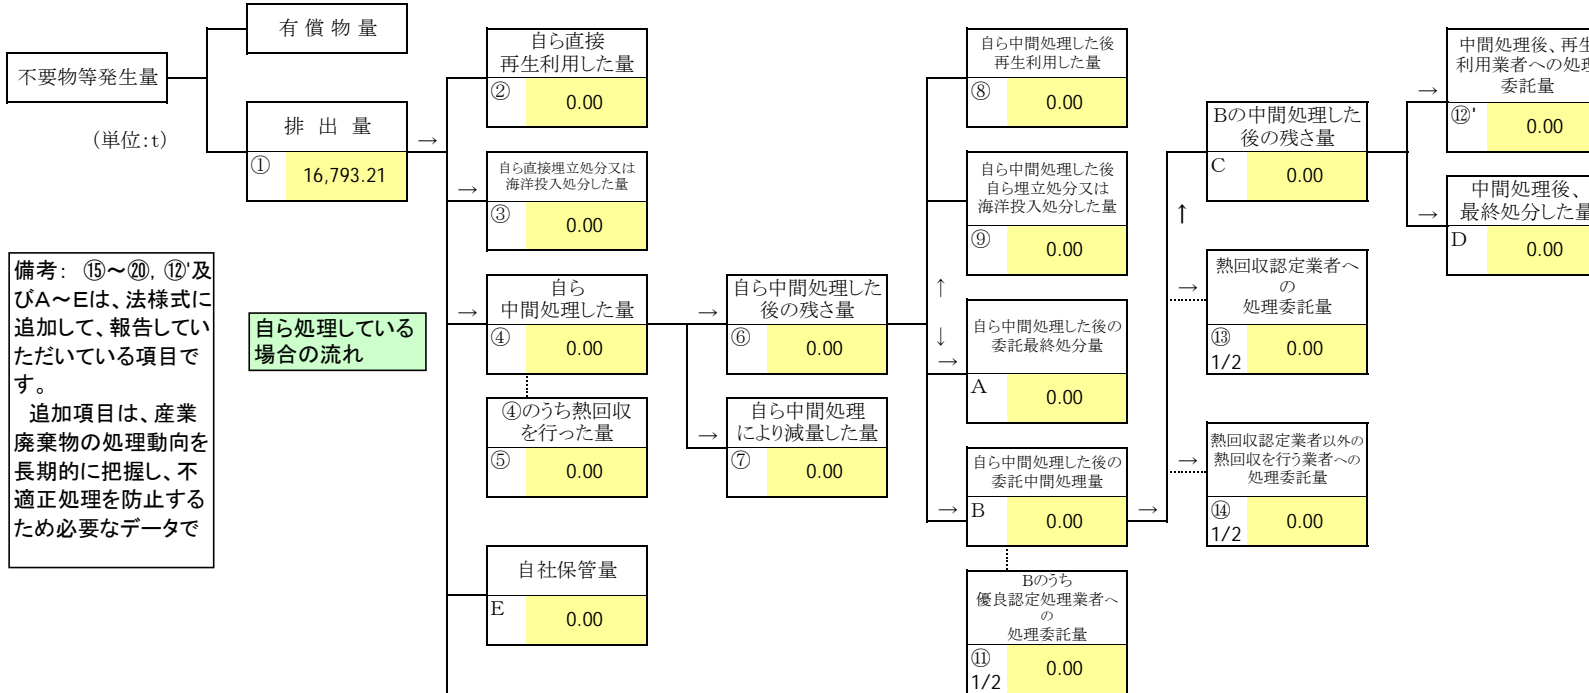 有 償 物 量
不要物等発生量
(単位:t)
排 出 量
① 16,793.21
→
備考: ⑮～⑳, ⑫'及
びA～Eは、法様式に
追加して、報告してい
ただいている項目で
す。
追加項目は、産業
廃棄物の処理動向を
長期的に把握し、不
適正処理を防止する
ため必要なデータで
自ら処理している
場合の流れ
自ら直接
再生利用した量
② 0.00
→
自ら直接埋立処分又は
海洋投入処分した量
③ 0.00
→
自ら
中間処理した量
④ 0.00
④のうち熱回収
を行った量
⑤ 0.00
自社保管量
E 0.00
→
自ら中間処理した
後の残さ量
⑥ 0.00
→
自ら中間処理
により減量した量
⑦ 0.00
自ら中間処理した後
再生利用した量
⑧ 0.00
自ら中間処理した後
自ら埋立処分又は
海洋投入処分した量
⑨ 0.00
↑
↓
→
自ら中間処理した後の
委託最終処分量
A 0.00
→
自ら中間処理した後の
委託中間処理量
B 0.00
→
Bのうち
優良認定処理業者へ
の
処理委託量
⑪
1/2 0.00
Bの中間処理した
後の残さ量
C 0.00
↑
→
熱回収認定業者へ
の
処理委託量
⑬
1/2 0.00
→
熱回収認定業者以外の
熱回収を行う業者への
処理委託量
⑭
1/2 0.00
→
中間処理後、再生
利用業者への処理
委託量
⑫' 0.00
→
中間処理後、
最終処分した量
D 0.00